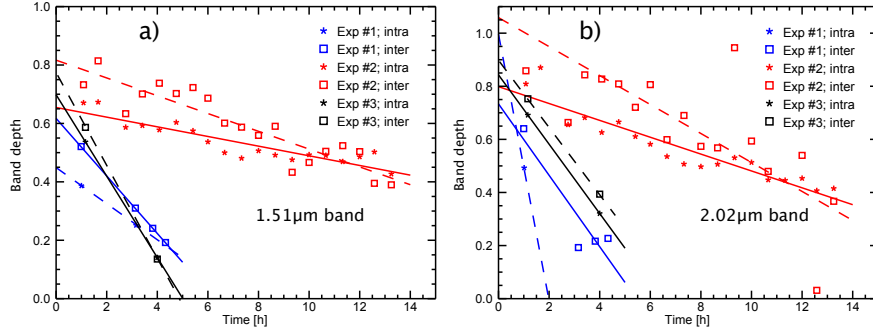 a)
Exp #1; intra
Exp #1; inter
Exp #2; intra
Exp #2; inter
Exp #3; intra
Exp #3; inter
1.51μm band
Band depth
1.0
0.8
0.6
0.4
0.2
0.0
0 2 4 6 8 10 12 14
Time [h]
b)
Exp #1; intra
Exp #1; inter
Exp #2; intra
Exp #2; inter
Exp #3; intra
Exp #3; inter
2.02μm band
Band depth
1.0
0.8
0.6
0.4
0.2
0.0
0 2 4 6 8 10 12 14
Time [h]